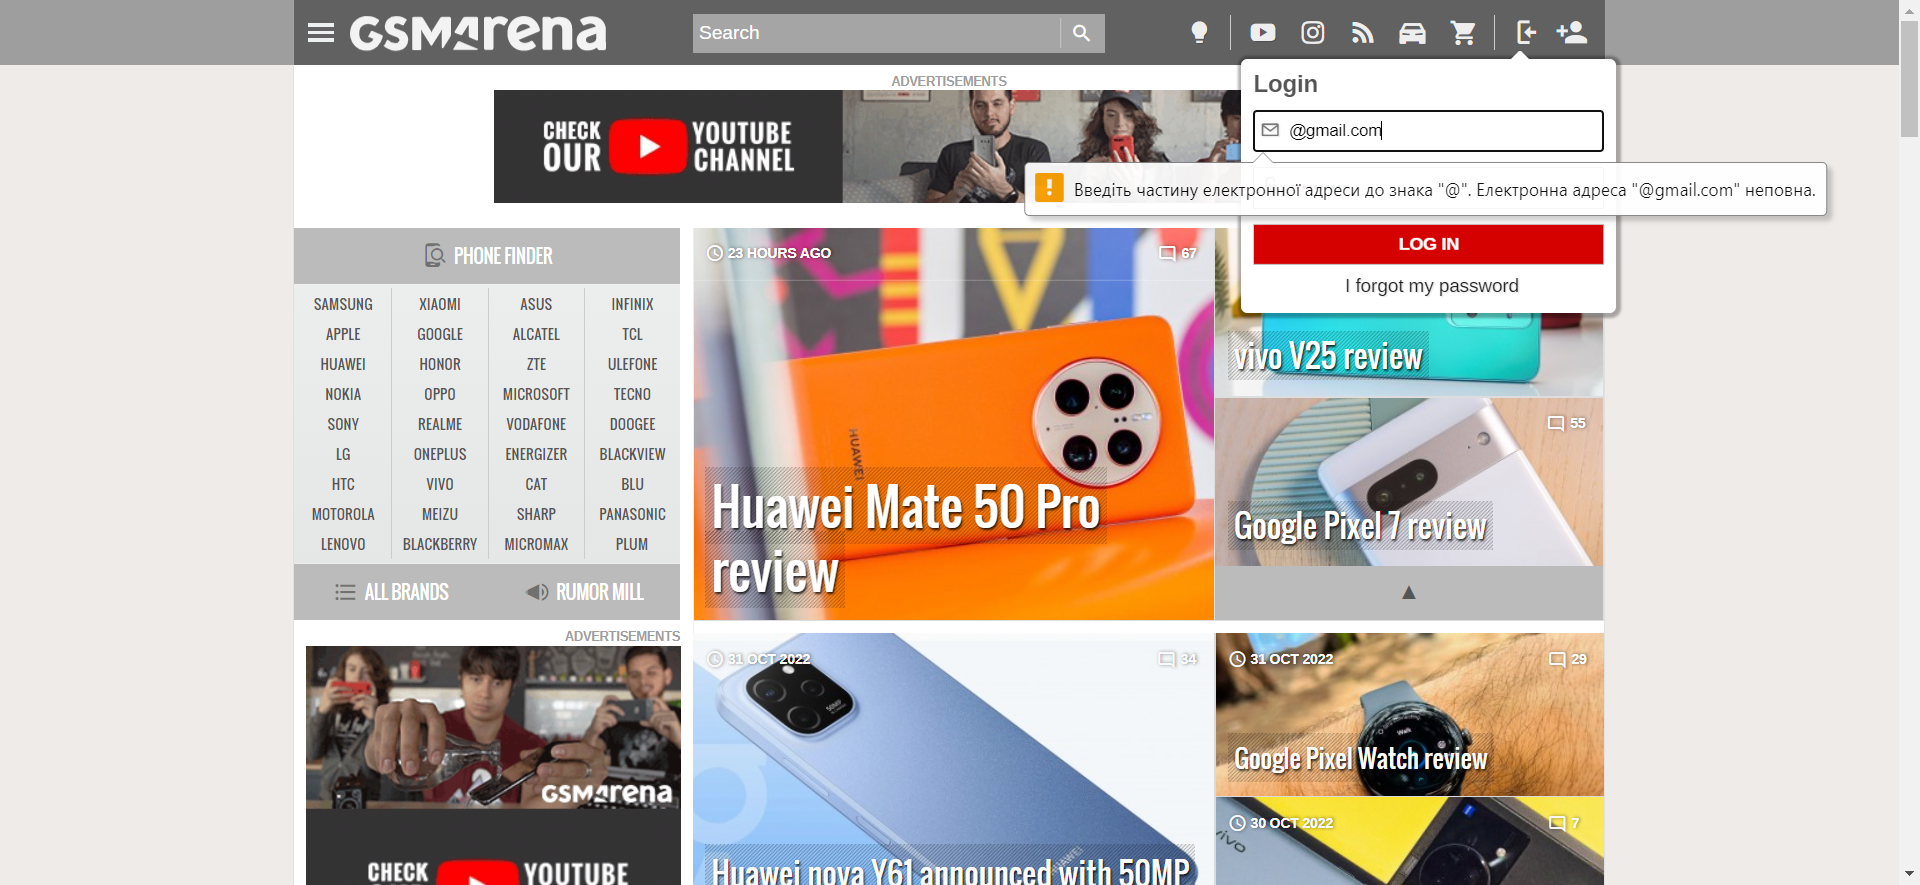 GSMArena
Search
ADVERTISEMENTS
CHECK OUR YOUTUBE CHANNEL
Login
@gmail.com
Введіть частину електронної адреси до знака "@". Електронна адреса "@gmail.com" неповна.
LOG IN
I forgot my password
PHONE FINDER
SAMSUNG XIAOMI ASUS INFINIX
APPLE GOOGLE ALCATEL TCL
HUAWEI HONOR ZTE ULEFONE
NOKIA OPPO MICROSOFT TECNO
SONY REALME VODAFONE DOOGEE
LG ONEPLUS ENERGIZER BLACKVIEW
HTC VIVO CAT BLU
MOTOROLA MEIZU SHARP PANASONIC
LENOVO BLACKBERRY MICROMAX PLUM
ALL BRANDS RUMOR MILL
ADVERTISEMENTS
GSMArena
CHECK YOUTUBE
23 HOURS AGO 67
HUAWEI
Huawei Mate 50 Pro
review
vivo V25 review
55
Google Pixel 7 review
▲
31 OCT 2022 34
50MP
HUAWEI
Huawei nova Y61 announced with 50MP
31 OCT 2022 29
Walk
Google Pixel Watch review
30 OCT 2022 7
vivo